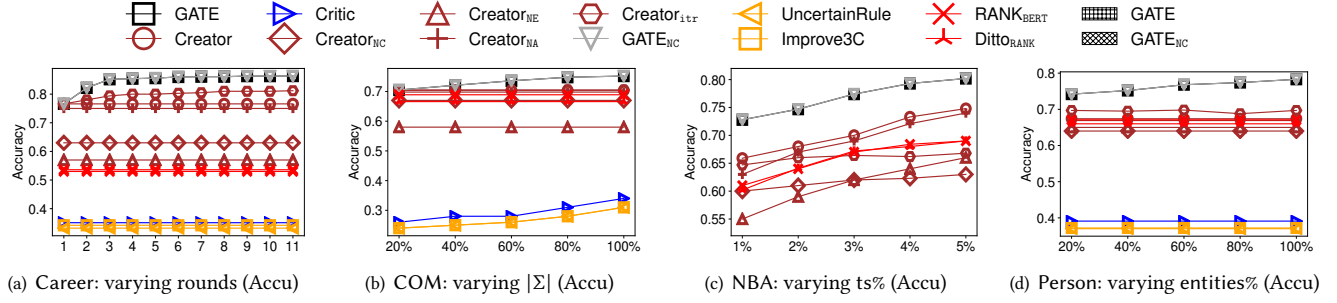 GATE Critic Creator_NE Creator_itr UncertainRule RANK_BERT GATE
Creator Creator_NC Creator_NA GATE_NC Improve3C Ditto_RANK GATE_NC
Accuracy
0.8
0.7
0.6
0.5
0.4
1 2 3 4 5 6 7 8 9 10 11
(a) Career: varying rounds (Accu)
Accuracy
0.7
0.6
0.5
0.4
0.3
20% 40% 60% 80% 100%
(b) COM: varying |Σ| (Accu)
Accuracy
0.80
0.75
0.70
0.65
0.60
0.55
1% 2% 3% 4% 5%
(c) NBA: varying ts% (Accu)
Accuracy
0.8
0.7
0.6
0.5
0.4
20% 40% 60% 80% 100%
(d) Person: varying entities% (Accu)